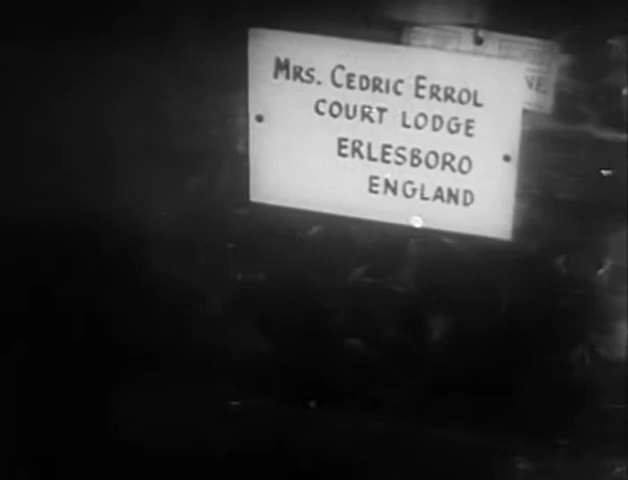 MRS. CEDRIC ERROL
COURT LODGE
ERLESBORO
ENGLAND